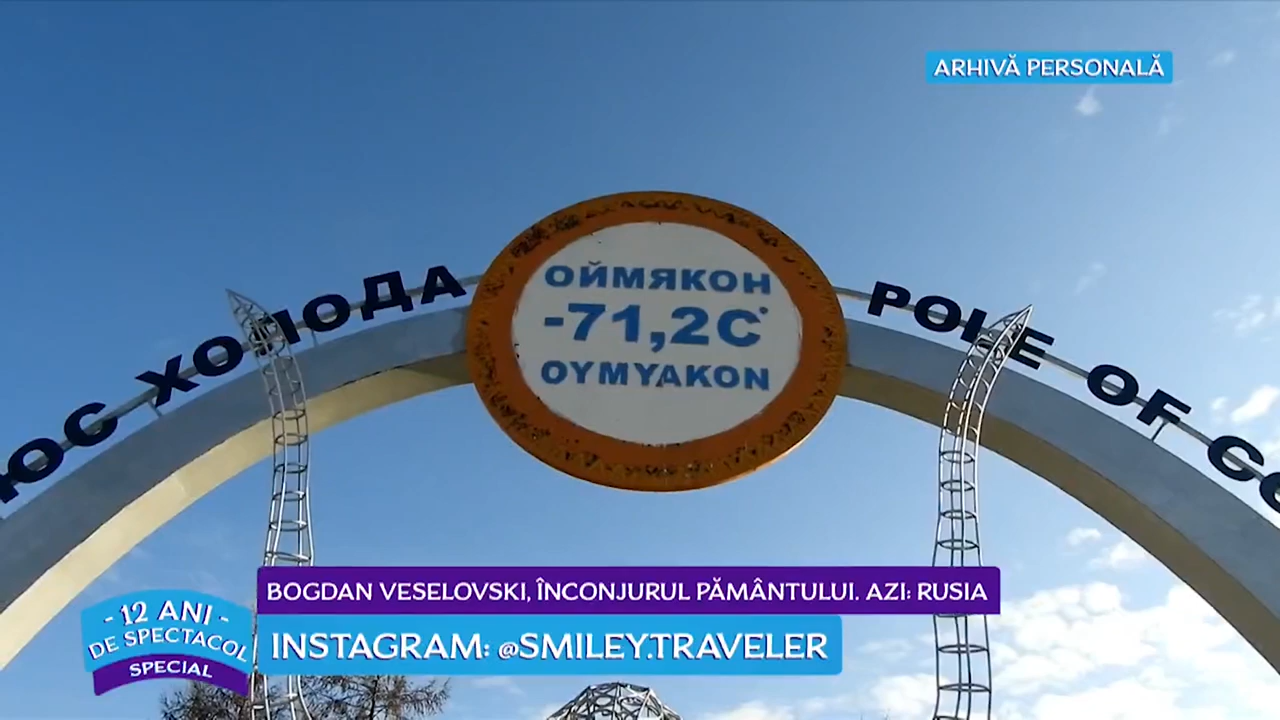 ARHIVĂ PERSONALĂ
ХОЛОДА
ОЙМЯКОН
-71,2C°
OYMYAKON
POLE OF
BOGDAN VESELOVSKI, ÎNCONJURUL PĂMÂNTULUI. AZI: RUSIA
- 12 ANI -
DE SPECTACOL
SPECIAL
INSTAGRAM: @SMILEY.TRAVELER